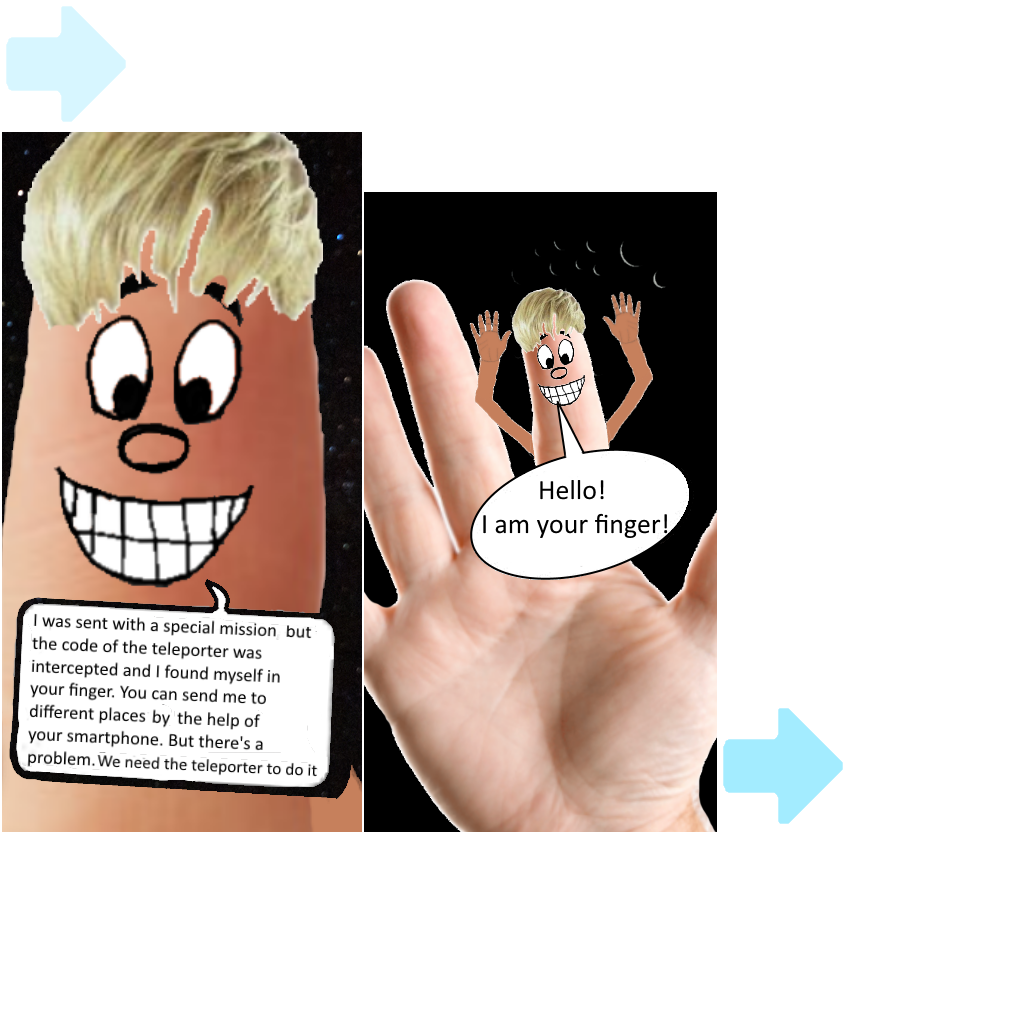 I was sent with a special mission but
the code of the teleporter was
intercepted and I found myself in
your finger. You can send me to
different places by the help of
your smartphone. But there's a
problem. We need the teleporter to do it
Hello!
I am your finger!